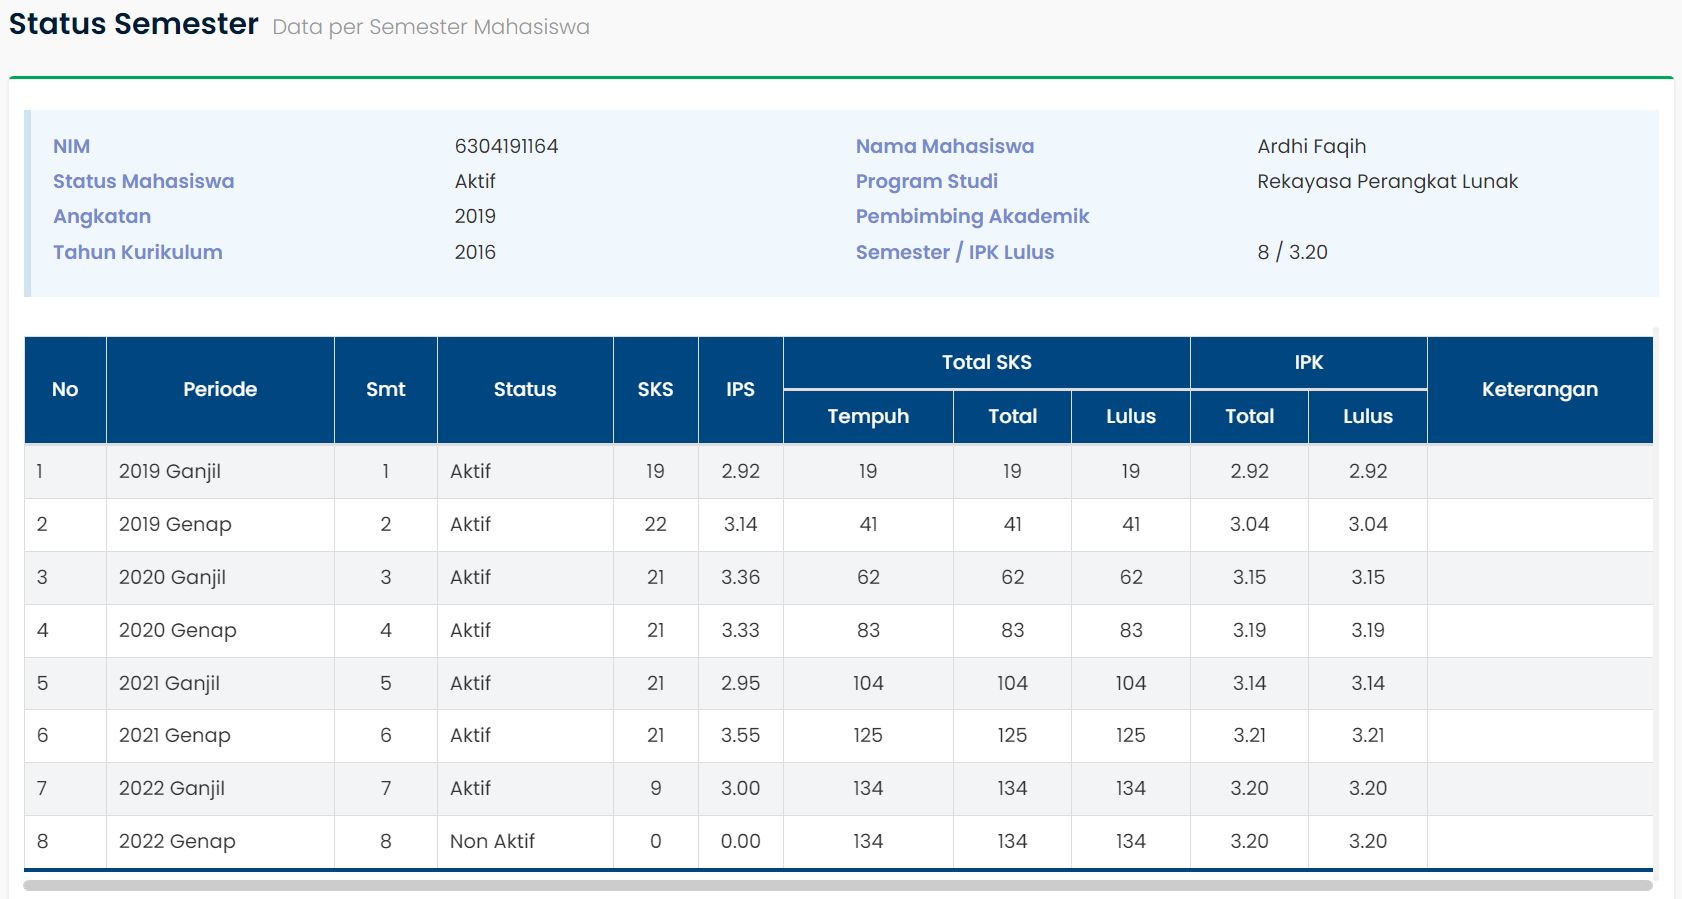 Status Semester Data per Semester Mahasiswa
NIM 6304191164 Nama Mahasiswa Ardhi Faqih
Status Mahasiswa Aktif Program Studi Rekayasa Perangkat Lunak
Angkatan 2019 Pembimbing Akademik
Tahun Kurikulum 2016 Semester / IPK Lulus 8 / 3.20
No Periode Smt Status SKS IPS Total SKS IPK Keterangan
Tempuh Total Lulus Total Lulus
1 2019 Ganjil 1 Aktif 19 2.92 19 19 19 2.92 2.92
2 2019 Genap 2 Aktif 22 3.14 41 41 41 3.04 3.04
3 2020 Ganjil 3 Aktif 21 3.36 62 62 62 3.15 3.15
4 2020 Genap 4 Aktif 21 3.33 83 83 83 3.19 3.19
5 2021 Ganjil 5 Aktif 21 2.95 104 104 104 3.14 3.14
6 2021 Genap 6 Aktif 21 3.55 125 125 125 3.21 3.21
7 2022 Ganjil 7 Aktif 9 3.00 134 134 134 3.20 3.20
8 2022 Genap 8 Non Aktif 0 0.00 134 134 134 3.20 3.20